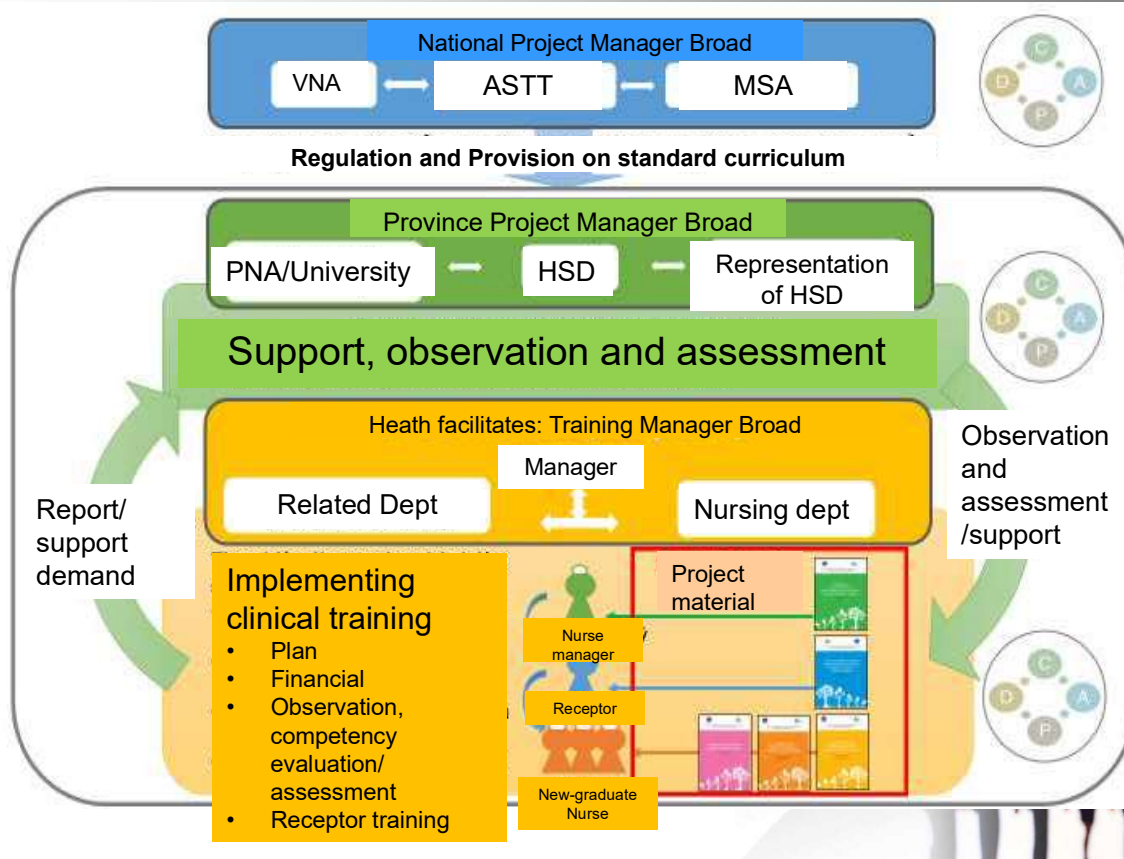 National Project Manager Broad
VNA
ASTT
MSA
C
D
A
P
Regulation and Provision on standard curriculum
Province Project Manager Broad
PNA/University
HSD
Representation
of HSD
C
D
A
P
Support, observation and assessment
Heath facilitates: Training Manager Broad
Manager
Related Dept
Nursing dept
Report/
support
demand
Observation
and
assessment
/support
Implementing
clinical training
• Plan
• Financial
• Observation,
competency
evaluation/
assessment
• Receptor training
Nurse
manager
Receptor
New-graduate
Nurse
Project
material
C
D
A
P